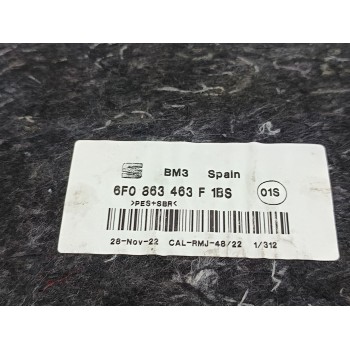 BM3 Spain
6F0 863 463 F 1BS 01S
>PES+SBR<
28-Nov-22 CAL-RMJ-48/22 1/312